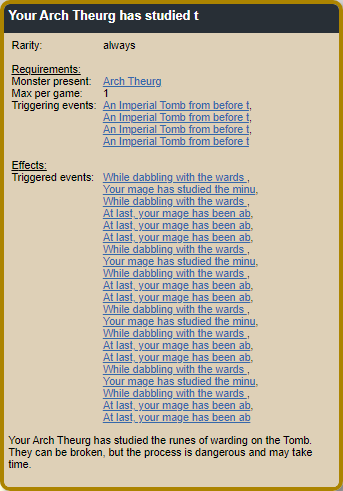 Your Arch Theurg has studied t
Rarity: always
Requirements:
Monster present: Arch Theurg
Max per game: 1
Triggering events: An Imperial Tomb from before t,
An Imperial Tomb from before t,
An Imperial Tomb from before t,
An Imperial Tomb from before t
Effects:
Triggered events: While dabbling with the wards ,
Your mage has studied the minu,
While dabbling with the wards ,
At last, your mage has been ab,
At last, your mage has been ab,
At last, your mage has been ab,
While dabbling with the wards ,
Your mage has studied the minu,
While dabbling with the wards ,
At last, your mage has been ab,
At last, your mage has been ab,
While dabbling with the wards ,
Your mage has studied the minu,
While dabbling with the wards ,
At last, your mage has been ab,
At last, your mage has been ab,
While dabbling with the wards ,
Your mage has studied the minu,
While dabbling with the wards ,
At last, your mage has been ab,
At last, your mage has been ab
Your Arch Theurg has studied the runes of warding on the Tomb.
They can be broken, but the process is dangerous and may take
time.